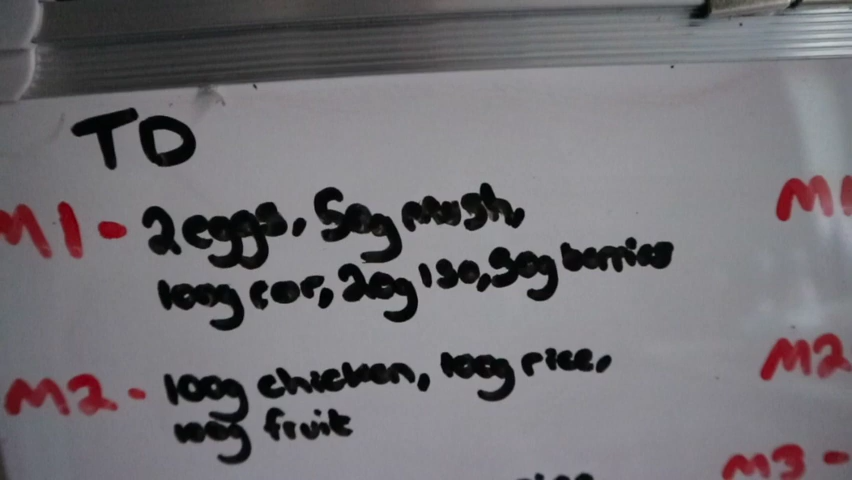 TD
M1 - 2 eggs, 50g mush,
100g cor, 20g iso, 50g berries
M2 - 100g chicken, 100g rice,
100g fruit
M1
M2
M3 -